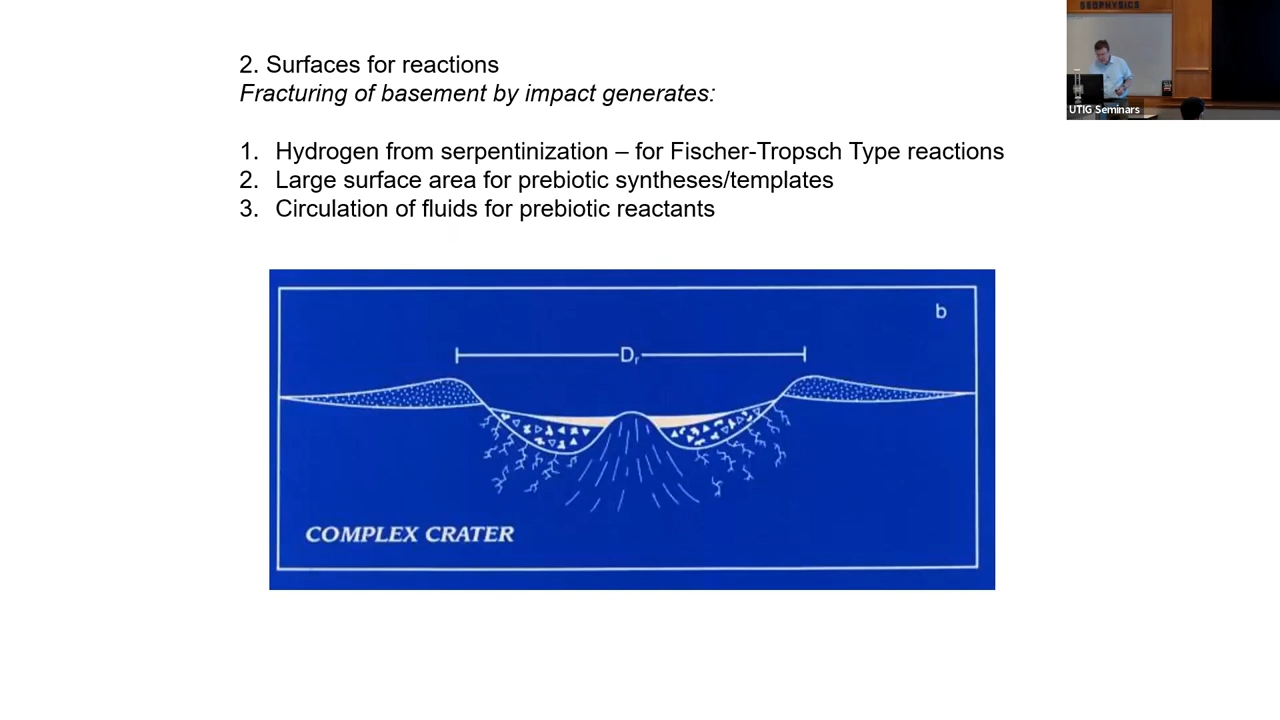 2. Surfaces for reactions
Fracturing of basement by impact generates:
1. Hydrogen from serpentinization – for Fischer-Tropsch Type reactions
2. Large surface area for prebiotic syntheses/templates
3. Circulation of fluids for prebiotic reactants
b
Dr
COMPLEX CRATER
GEOPHYSICS
UTIG Seminars